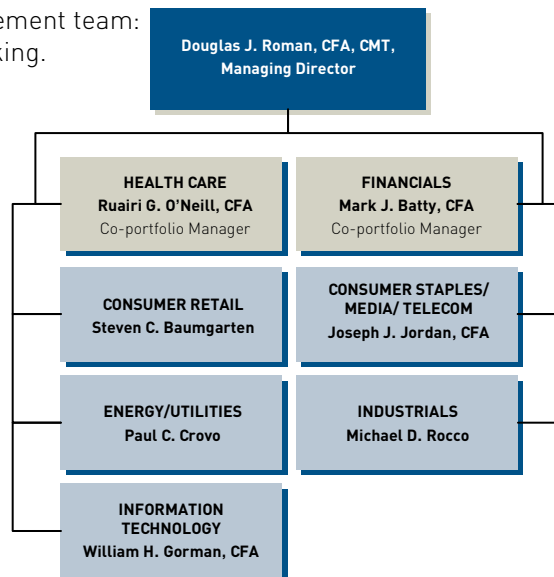 ement team:
king.
Douglas J. Roman, CFA, CMT,
Managing Director
HEALTH CARE
Ruairi G. O’Neill, CFA
Co-portfolio Manager
FINANCIALS
Mark J. Batty, CFA
Co-portfolio Manager
CONSUMER RETAIL
Steven C. Baumgarten
CONSUMER STAPLES/
MEDIA/ TELECOM
Joseph J. Jordan, CFA
ENERGY/UTILITIES
Paul C. Crovo
INDUSTRIALS
Michael D. Rocco
INFORMATION
TECHNOLOGY
William H. Gorman, CFA